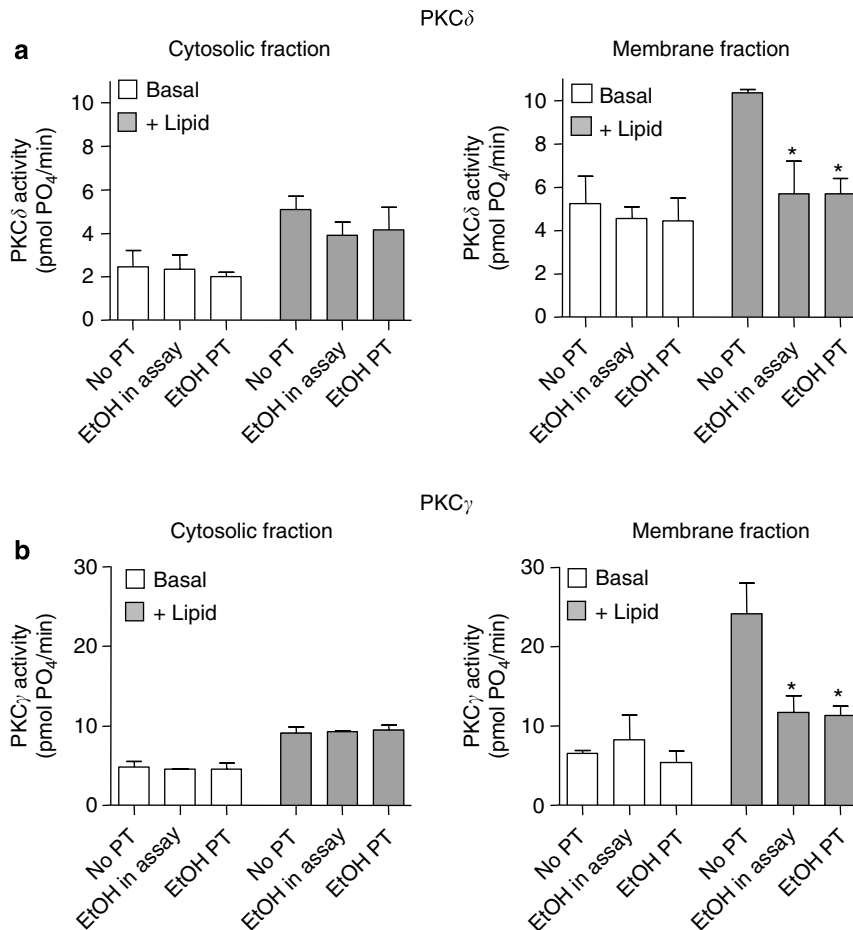 PKCδ
a
Cytosolic fraction
Basal
+ Lipid
PKCδ activity
(pmol PO₄/min)
10
8
6
4
2
0
No PT
EtOH in assay
EtOH PT
No PT
EtOH in assay
EtOH PT
Membrane fraction
Basal
+ Lipid
PKCδ activity
(pmol PO₄/min)
10
8
6
4
2
0
*
*
No PT
EtOH in assay
EtOH PT
No PT
EtOH in assay
EtOH PT
PKCγ
b
Cytosolic fraction
Basal
+ Lipid
PKCγ activity
(pmol PO₄/min)
30
20
10
0
No PT
EtOH in assay
EtOH PT
No PT
EtOH in assay
EtOH PT
Membrane fraction
Basal
+ Lipid
PKCγ activity
(pmol PO₄/min)
30
20
10
0
*
*
No PT
EtOH in assay
EtOH PT
No PT
EtOH in assay
EtOH PT